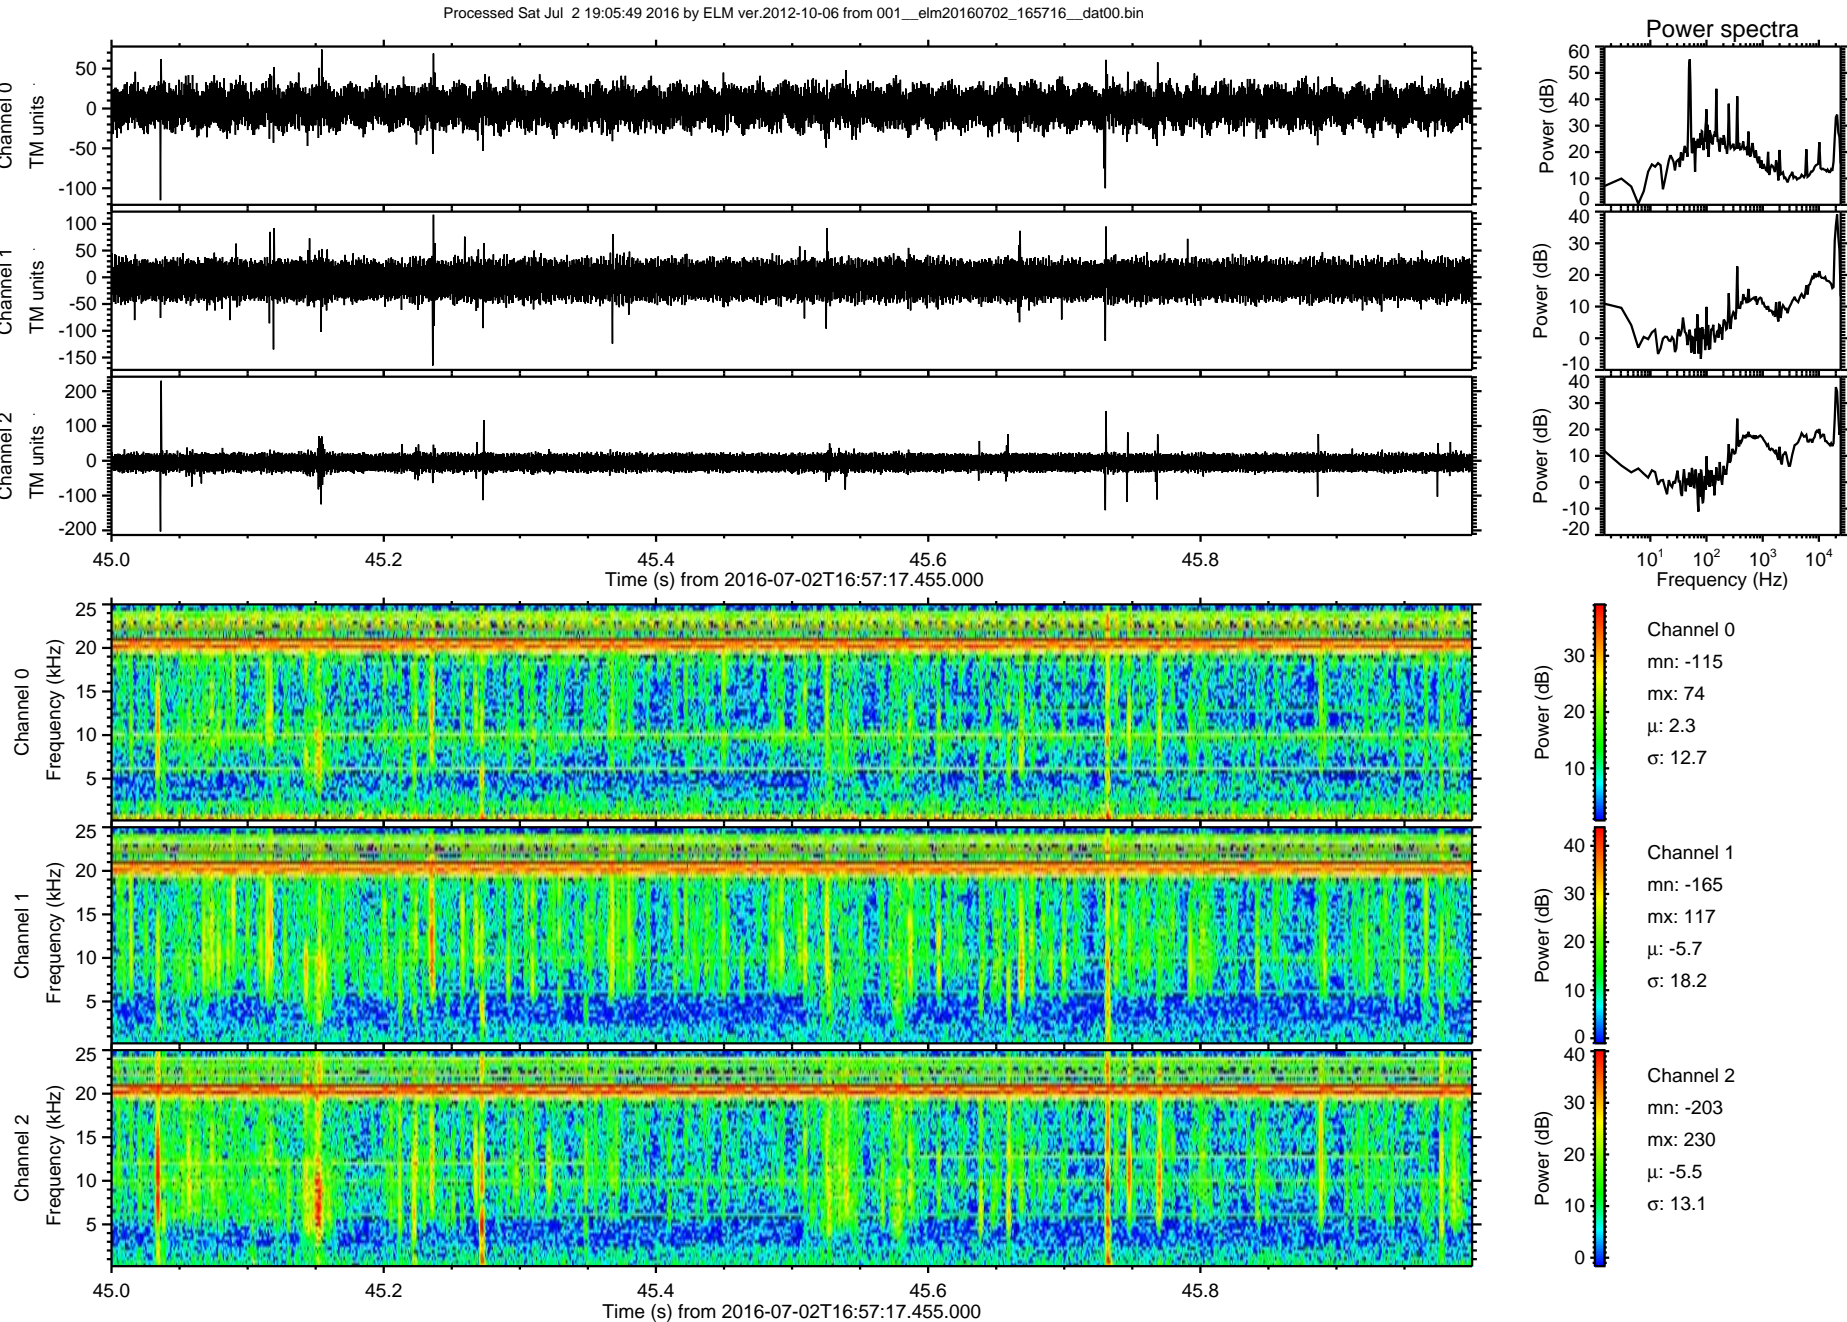 Processed Sat Jul  2 19:05:49 2016 by ELM ver.2012-10-06 from 001__elm20160702_165716__dat00.bin
Power spectra
Channel 0
TM units
50
0
-50
-100
Power (dB)
60
50
40
30
20
10
0
Channel 1
TM units
100
50
0
-50
-100
-150
Power (dB)
40
30
20
10
0
-10
Channel 2
TM units
200
100
0
-100
-200
Power (dB)
40
30
20
10
0
-10
-20
45.0 45.2 45.4 45.6 45.8
Time (s) from 2016-07-02T16:57:17.455.000
10¹ 10² 10³ 10⁴
Frequency (Hz)
Channel 0
Frequency (kHz)
25
20
15
10
5
Power (dB)
30
20
10
Channel 0
mn: -115
mx: 74
μ: 2.3
σ: 12.7
Channel 1
Frequency (kHz)
25
20
15
10
5
Power (dB)
40
30
20
10
0
Channel 1
mn: -165
mx: 117
μ: -5.7
σ: 18.2
Channel 2
Frequency (kHz)
25
20
15
10
5
Power (dB)
40
30
20
10
0
Channel 2
mn: -203
mx: 230
μ: -5.5
σ: 13.1
45.0 45.2 45.4 45.6 45.8
Time (s) from 2016-07-02T16:57:17.455.000